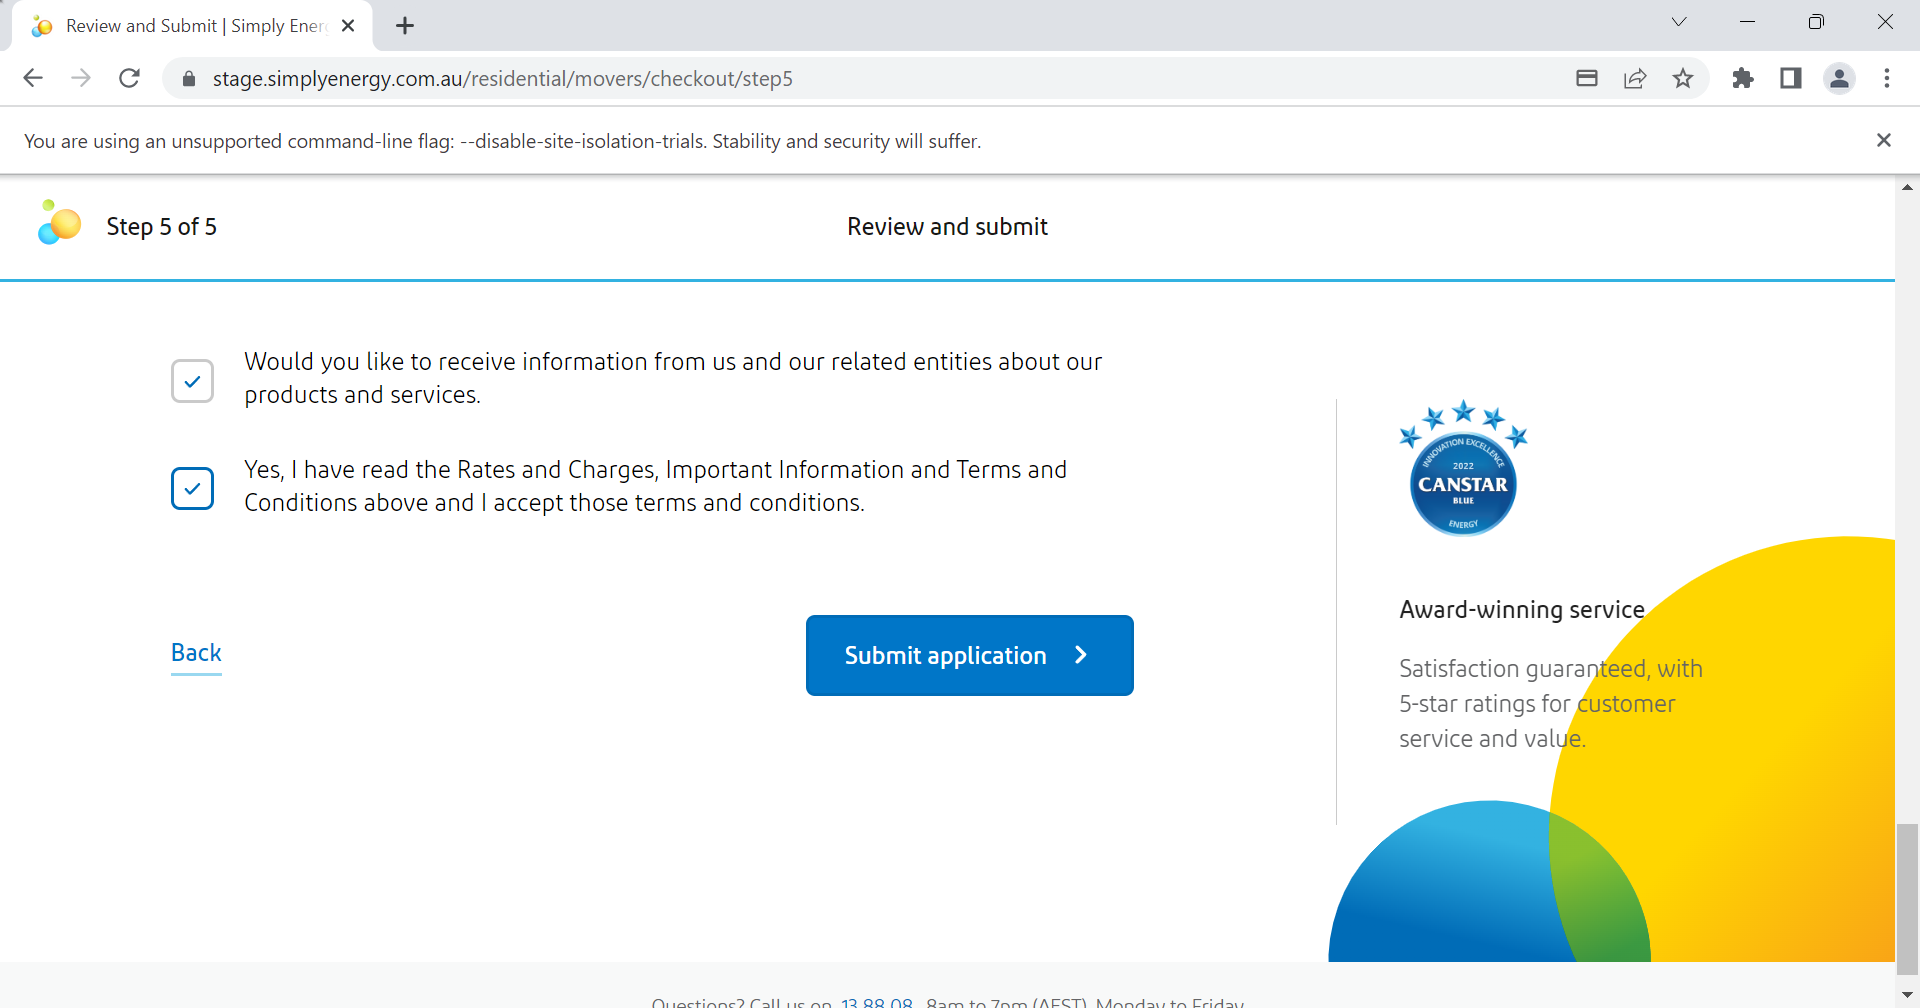 Review and Submit | Simply Ener
stage.simplyenergy.com.au/residential/movers/checkout/step5
You are using an unsupported command-line flag: --disable-site-isolation-trials. Stability and security will suffer.
Step 5 of 5
Review and submit
Would you like to receive information from us and our related entities about our
products and services.
Yes, I have read the Rates and Charges, Important Information and Terms and
Conditions above and I accept those terms and conditions.
Back
Submit application
INNOVATION EXCELLENCE
2022
CANSTAR
BLUE
ENERGY
Award-winning service
Satisfaction guaranteed, with
5-star ratings for customer
service and value.
Questions? Call us on 13 88 08 8am to 7pm (AEST), Monday to Friday